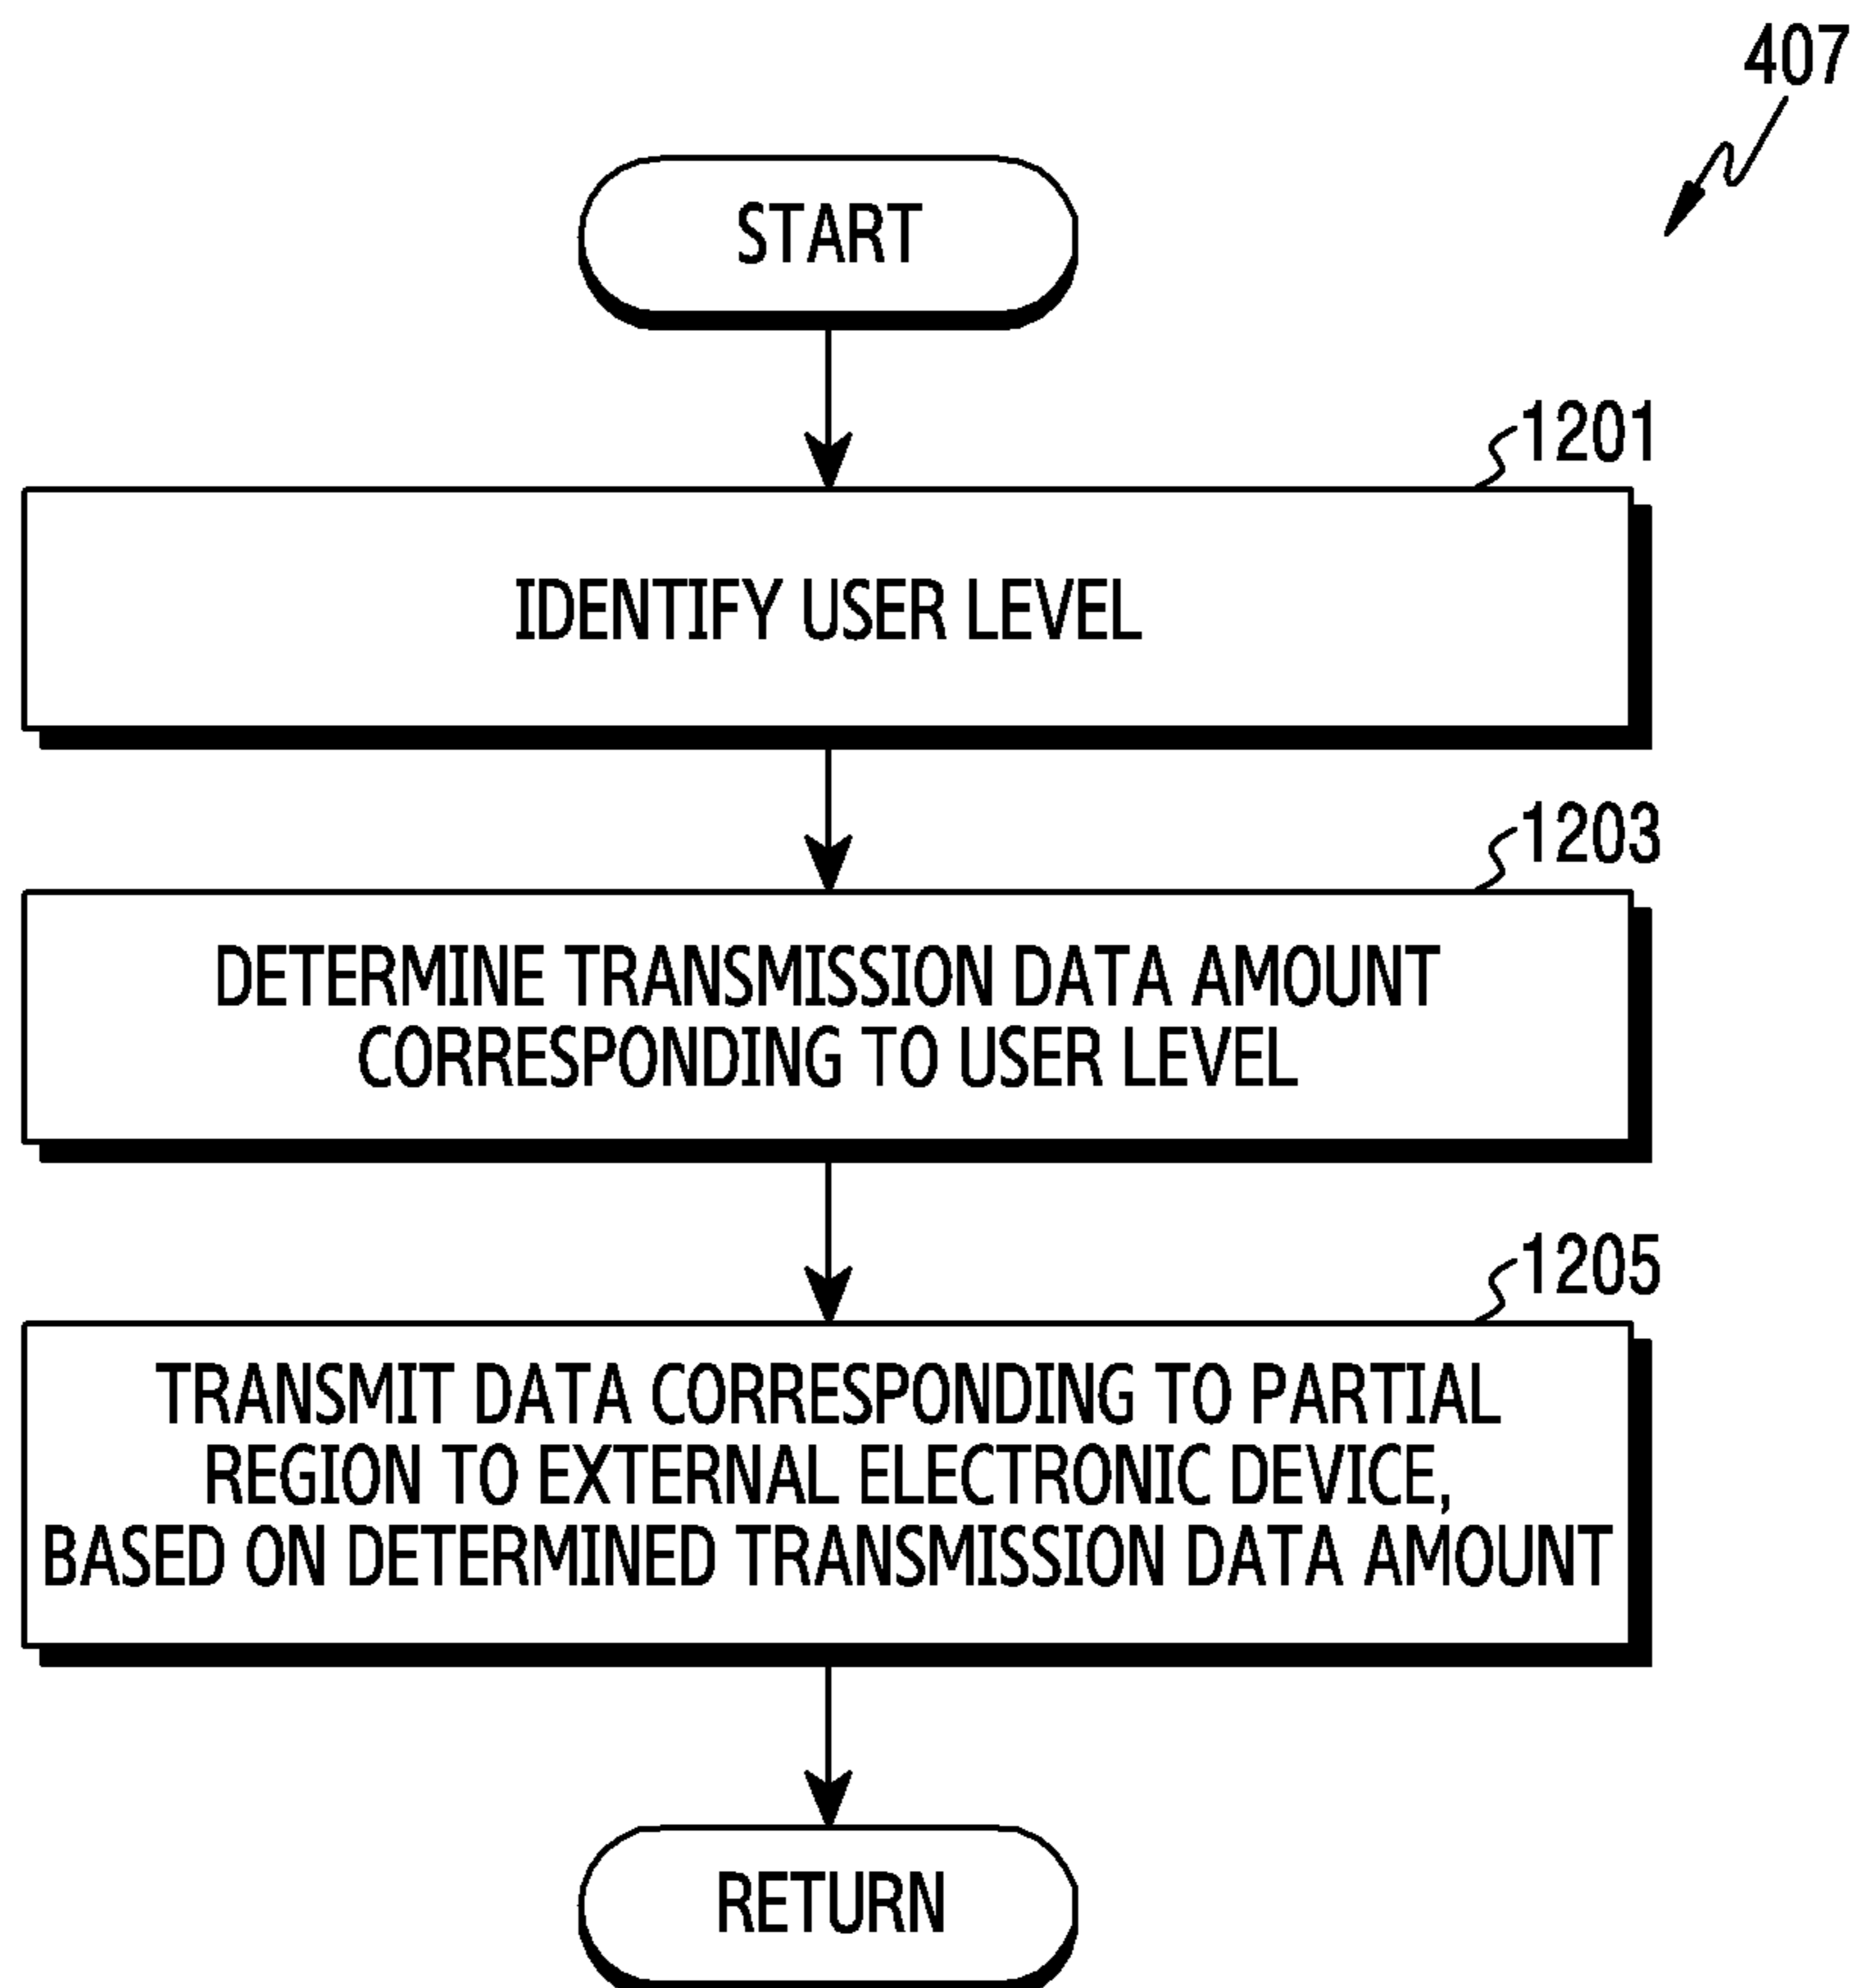 407
START
1201
IDENTIFY USER LEVEL
1203
DETERMINE TRANSMISSION DATA AMOUNT
CORRESPONDING TO USER LEVEL
1205
TRANSMIT DATA CORRESPONDING TO PARTIAL
REGION TO EXTERNAL ELECTRONIC DEVICE,
BASED ON DETERMINED TRANSMISSION DATA AMOUNT
RETURN